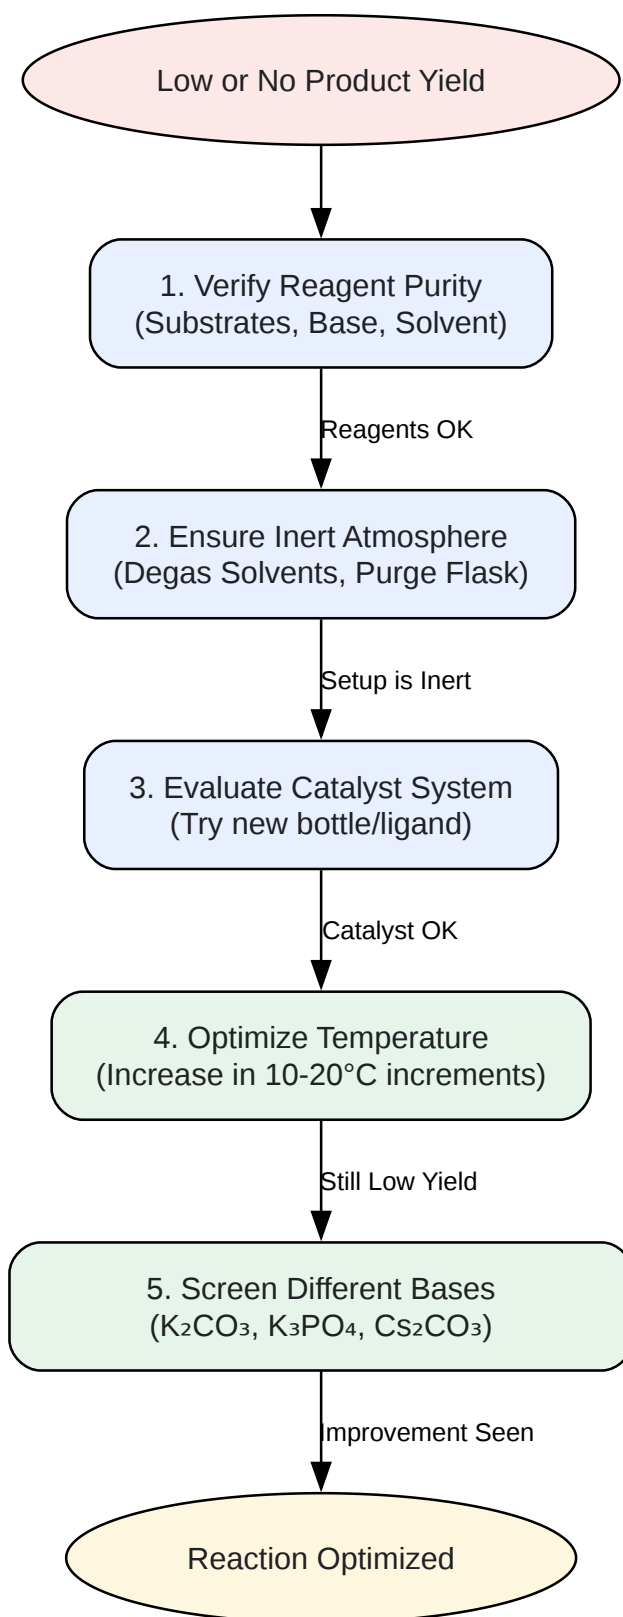 Low or No Product Yield
1. Verify Reagent Purity
(Substrates, Base, Solvent)
Reagents OK
2. Ensure Inert Atmosphere
(Degas Solvents, Purge Flask)
Setup is Inert
3. Evaluate Catalyst System
(Try new bottle/ligand)
Catalyst OK
4. Optimize Temperature
(Increase in 10-20°C increments)
Still Low Yield
5. Screen Different Bases
(K₂CO₃, K₃PO₄, Cs₂CO₃)
Improvement Seen
Reaction Optimized